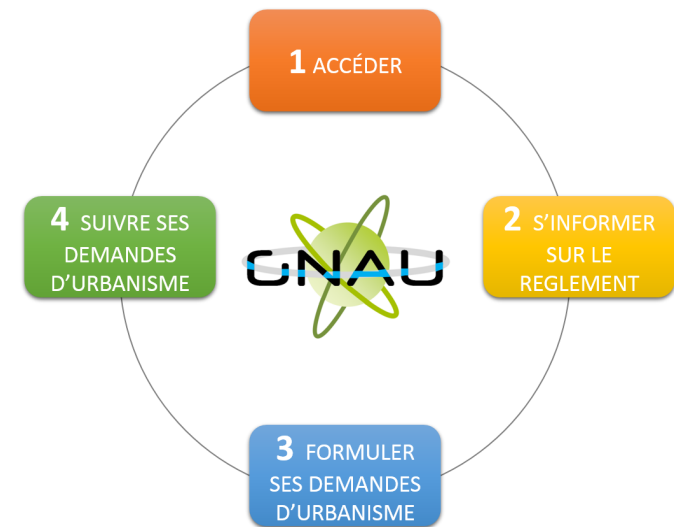 1 ACCÉDER
2 S'INFORMER
SUR LE
REGLEMENT
3 FORMULER
SES DEMANDES
D'URBANISME
4 SUIVRE SES
DEMANDES
D'URBANISME
GNAU